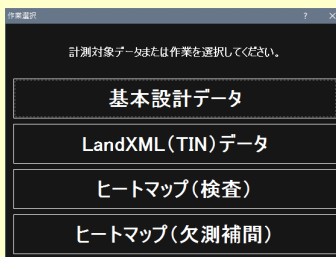 作業選択 ? ×
計測対象データまたは作業を選択してください。
基本設計データ
LandXML(TIN)データ
ヒートマップ(検査)
ヒートマップ(欠測補間)